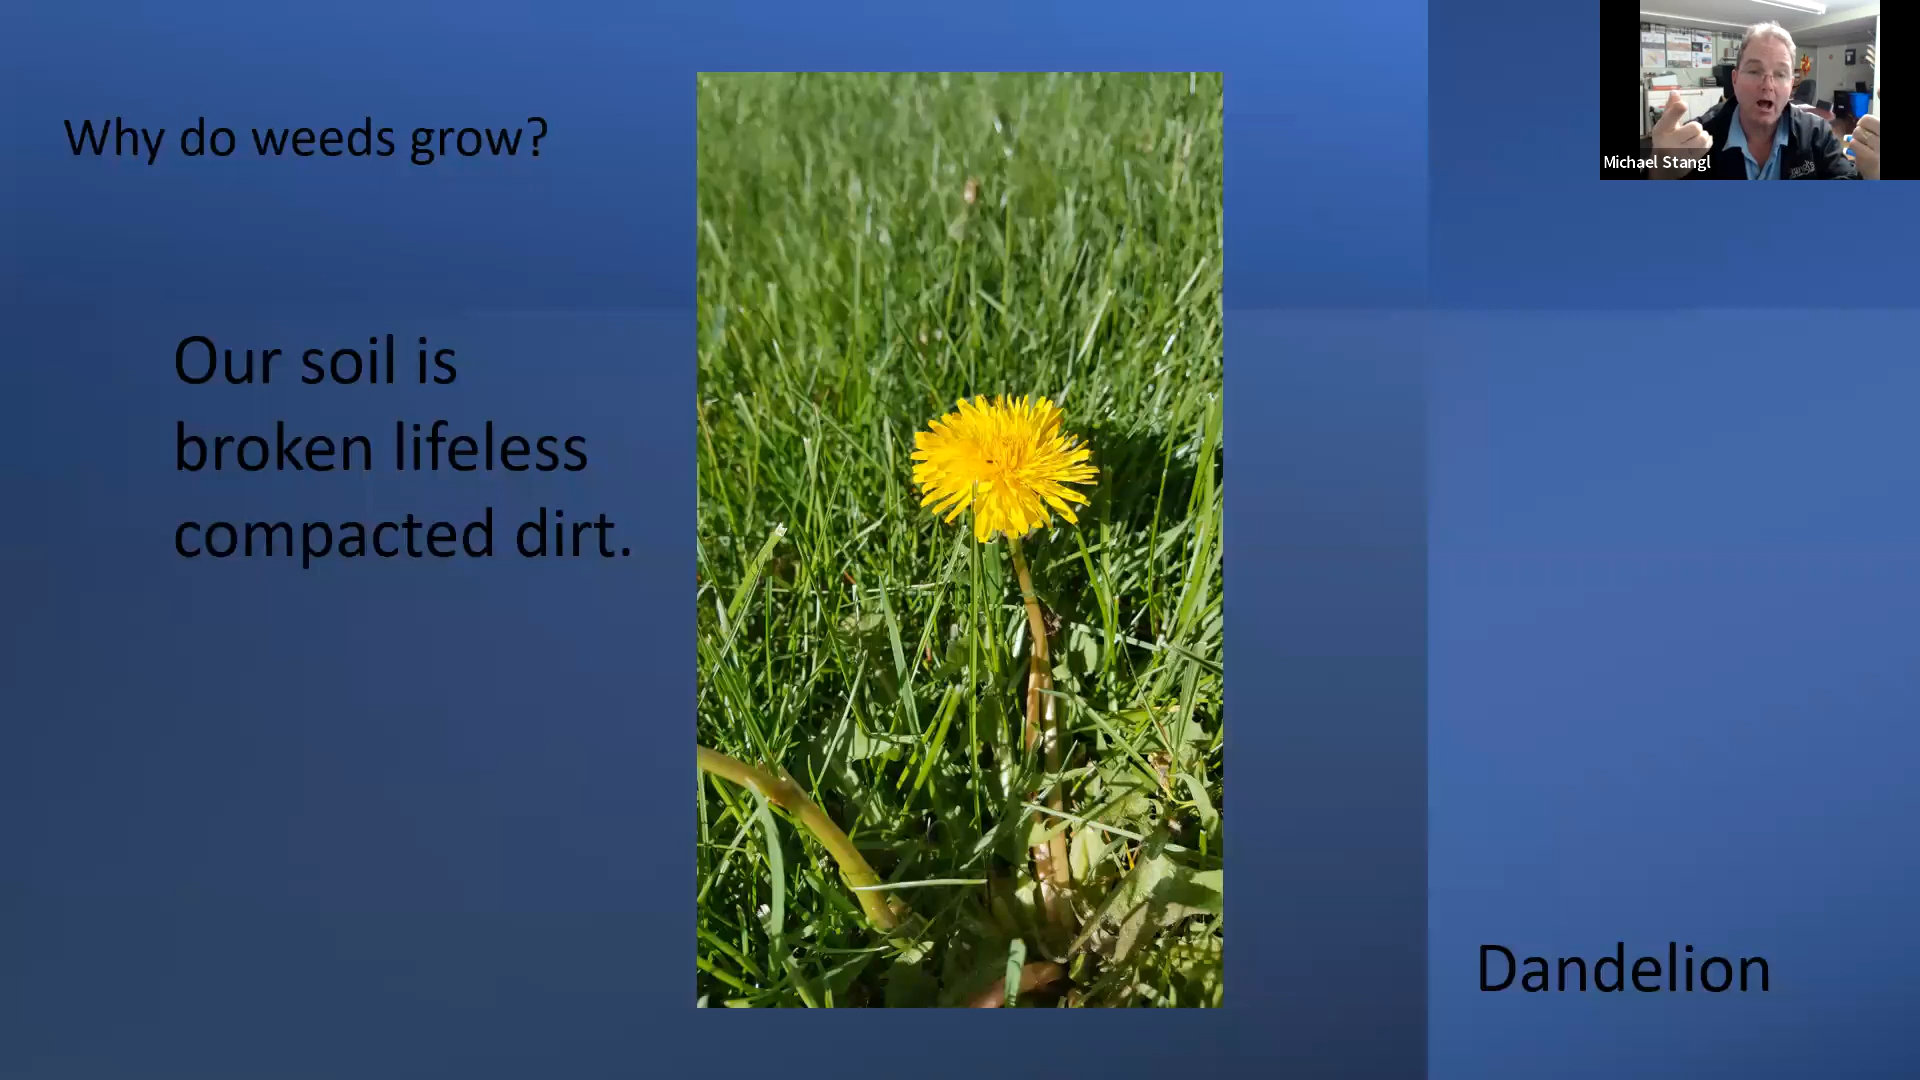 Why do weeds grow?
Our soil is
broken lifeless
compacted dirt.
Dandelion
Michael Stangl